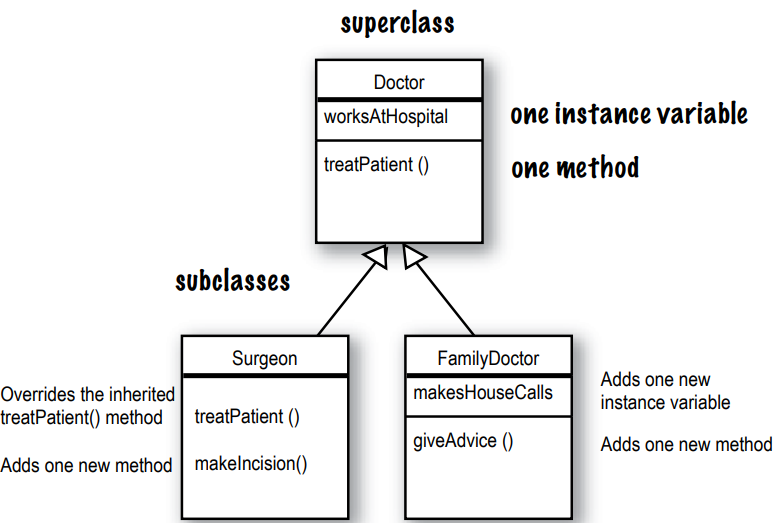 superclass
Doctor
worksAtHospital
one instance variable
treatPatient ()
one method
subclasses
Surgeon
Overrides the inherited
treatPatient() method
treatPatient ()
Adds one new method
makeIncision()
FamilyDoctor
makesHouseCalls
Adds one new
instance variable
giveAdvice ()
Adds one new method